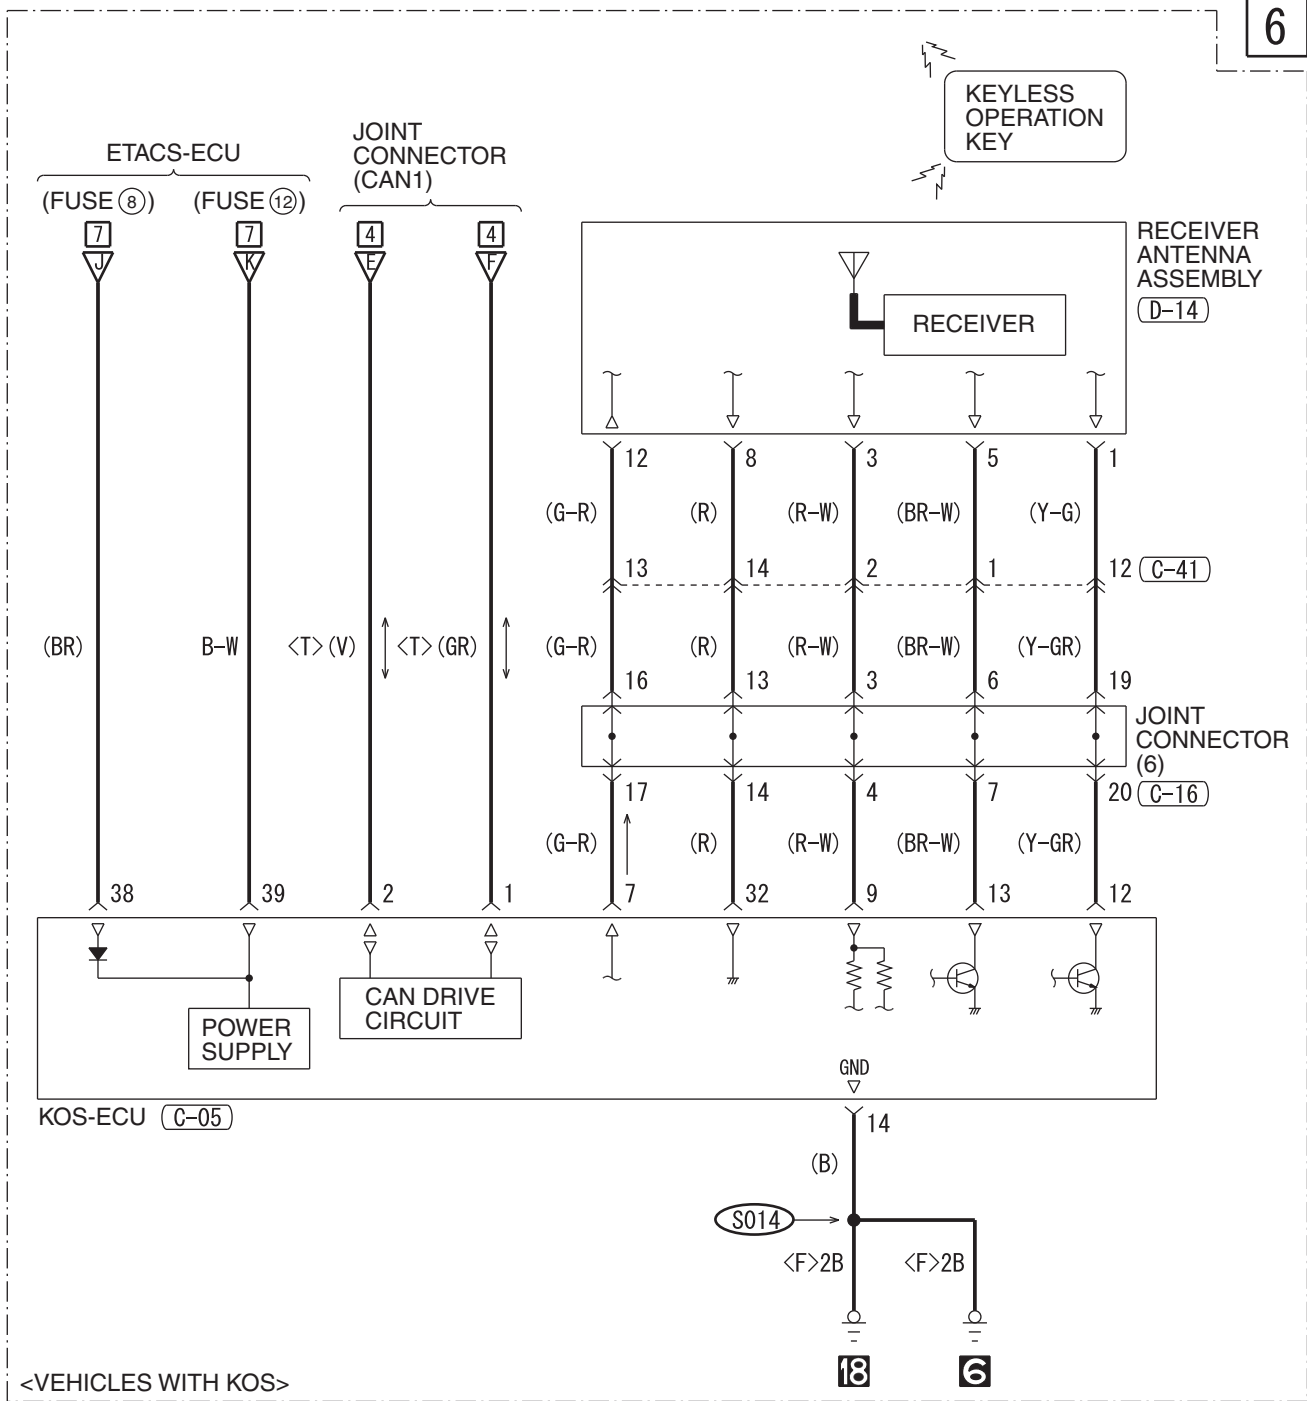 6
KEYLESS
OPERATION
KEY
ETACS-ECU
JOINT
CONNECTOR
(CAN1)
(FUSE 8)
(FUSE 12)
7
7
4
4
J
K
E
F
RECEIVER
ANTENNA
ASSEMBLY
D-14
RECEIVER
12 8 3 5 1
(G-R) (R) (R-W) (BR-W) (Y-G)
13 14 2 1 12 C-41
(BR) B-W <T>(V) <T>(GR) (G-R) (R) (R-W) (BR-W) (Y-GR)
16 13 3 6 19
JOINT
CONNECTOR
(6)
17 14 4 7 20 C-16
(G-R) (R) (R-W) (BR-W) (Y-GR)
38 39 2 1 7 32 9 13 12
CAN DRIVE
CIRCUIT
POWER
SUPPLY
GND
KOS-ECU C-05
14
(B)
S014
<F>2B <F>2B
18 6
<VEHICLES WITH KOS>